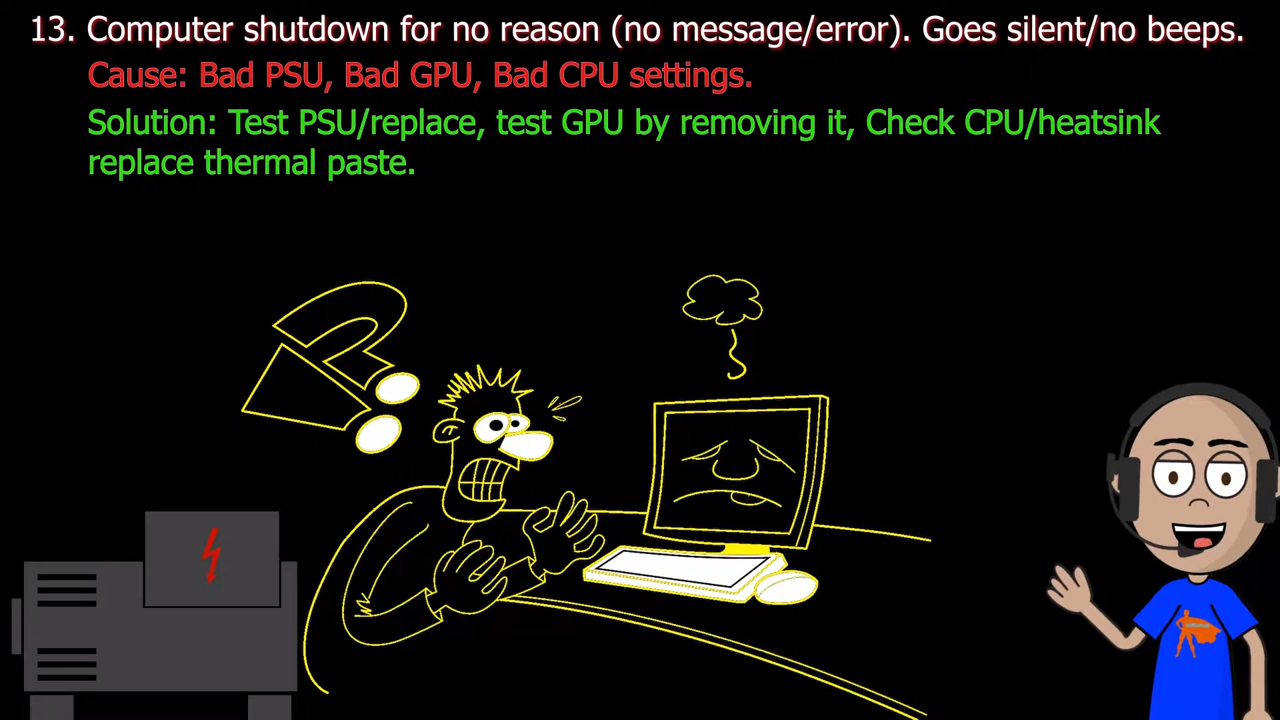 13. Computer shutdown for no reason (no message/error). Goes silent/no beeps.
Cause: Bad PSU, Bad GPU, Bad CPU settings.
Solution: Test PSU/replace, test GPU by removing it, Check CPU/heatsink
replace thermal paste.